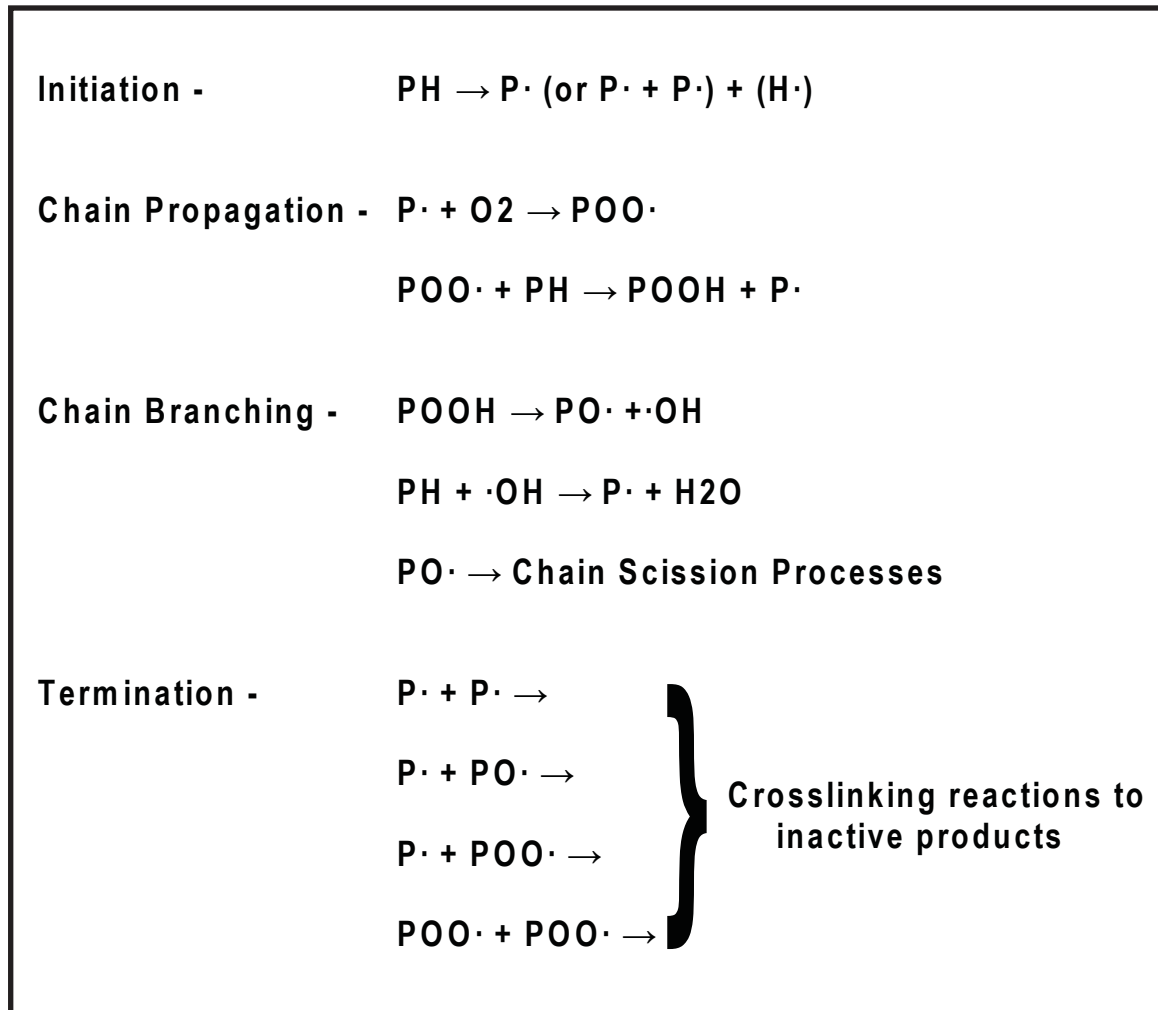 Initiation - PH → P· (or P· + P·) + (H·)
Chain Propagation - P· + O2 → POO·
POO· + PH → POOH + P·
Chain Branching - POOH → PO· +·OH
PH + ·OH → P· + H2O
PO· → Chain Scission Processes
Termination - P· + P· →
P· + PO· →
P· + POO· →
POO· + POO· →
} Crosslinking reactions to
inactive products